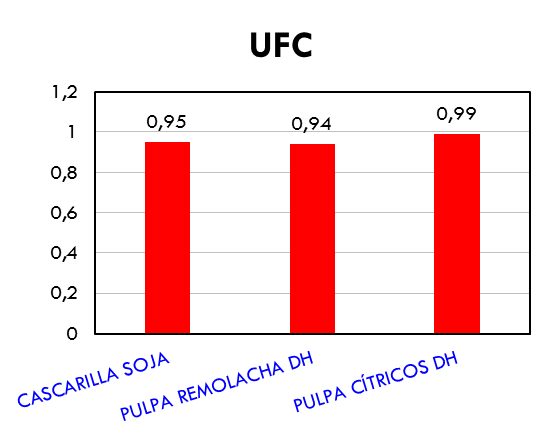 UFC
1,2
1
0,8
0,6
0,4
0,2
0
0,95
0,94
0,99
CASCARILLA SOJA
PULPA REMOLACHA DH
PULPA CÍTRICOS DH